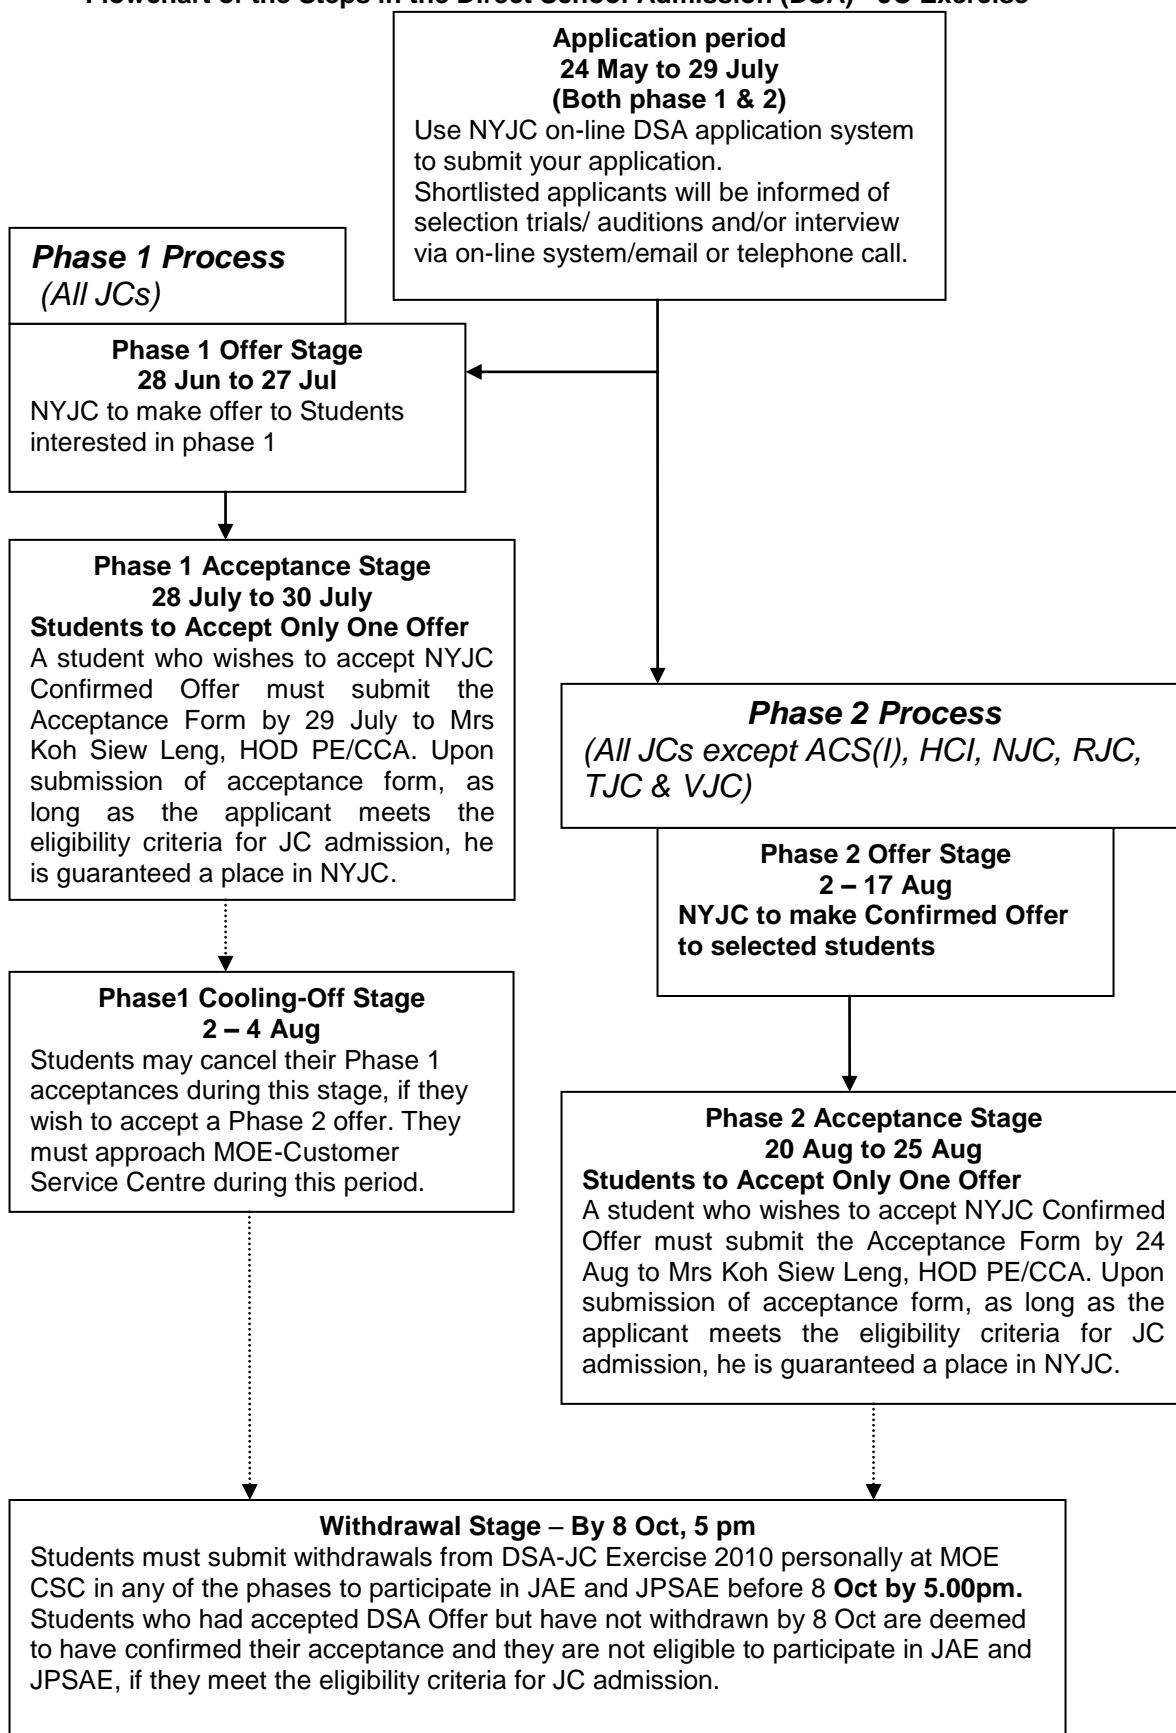 Flowchart of the Steps in the Direct School Admission (DSA) - JC Exercise
Application period
24 May to 29 July
(Both phase 1 & 2)
Use NYJC on-line DSA application system
to submit your application.
Shortlisted applicants will be informed of
selection trials/ auditions and/or interview
via on-line system/email or telephone call.
Phase 1 Process
(All JCs)
Phase 1 Offer Stage
28 Jun to 27 Jul
NYJC to make offer to Students
interested in phase 1
Phase 1 Acceptance Stage
28 July to 30 July
Students to Accept Only One Offer
A student who wishes to accept NYJC
Confirmed Offer must submit the
Acceptance Form by 29 July to Mrs
Koh Siew Leng, HOD PE/CCA. Upon
submission of acceptance form, as
long as the applicant meets the
eligibility criteria for JC admission, he
is guaranteed a place in NYJC.
Phase1 Cooling-Off Stage
2 – 4 Aug
Students may cancel their Phase 1
acceptances during this stage, if they
wish to accept a Phase 2 offer. They
must approach MOE-Customer
Service Centre during this period.
Phase 2 Process
(All JCs except ACS(I), HCI, NJC, RJC,
TJC & VJC)
Phase 2 Offer Stage
2 – 17 Aug
NYJC to make Confirmed Offer
to selected students
Phase 2 Acceptance Stage
20 Aug to 25 Aug
Students to Accept Only One Offer
A student who wishes to accept NYJC Confirmed
Offer must submit the Acceptance Form by 24
Aug to Mrs Koh Siew Leng, HOD PE/CCA. Upon
submission of acceptance form, as long as the
applicant meets the eligibility criteria for JC
admission, he is guaranteed a place in NYJC.
Withdrawal Stage – By 8 Oct, 5 pm
Students must submit withdrawals from DSA-JC Exercise 2010 personally at MOE
CSC in any of the phases to participate in JAE and JPSAE before 8 Oct by 5.00pm.
Students who had accepted DSA Offer but have not withdrawn by 8 Oct are deemed
to have confirmed their acceptance and they are not eligible to participate in JAE and
JPSAE, if they meet the eligibility criteria for JC admission.